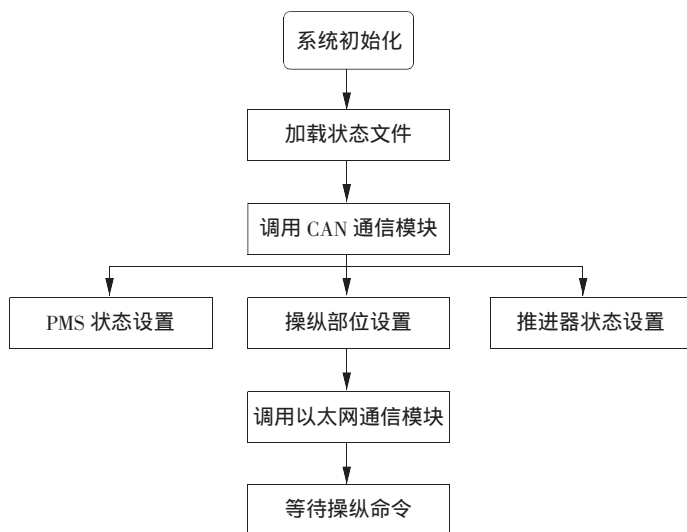 系统初始化
加载状态文件
调用 CAN 通信模块
PMS 状态设置
操纵部位设置
推进器状态设置
调用以太网通信模块
等待操纵命令